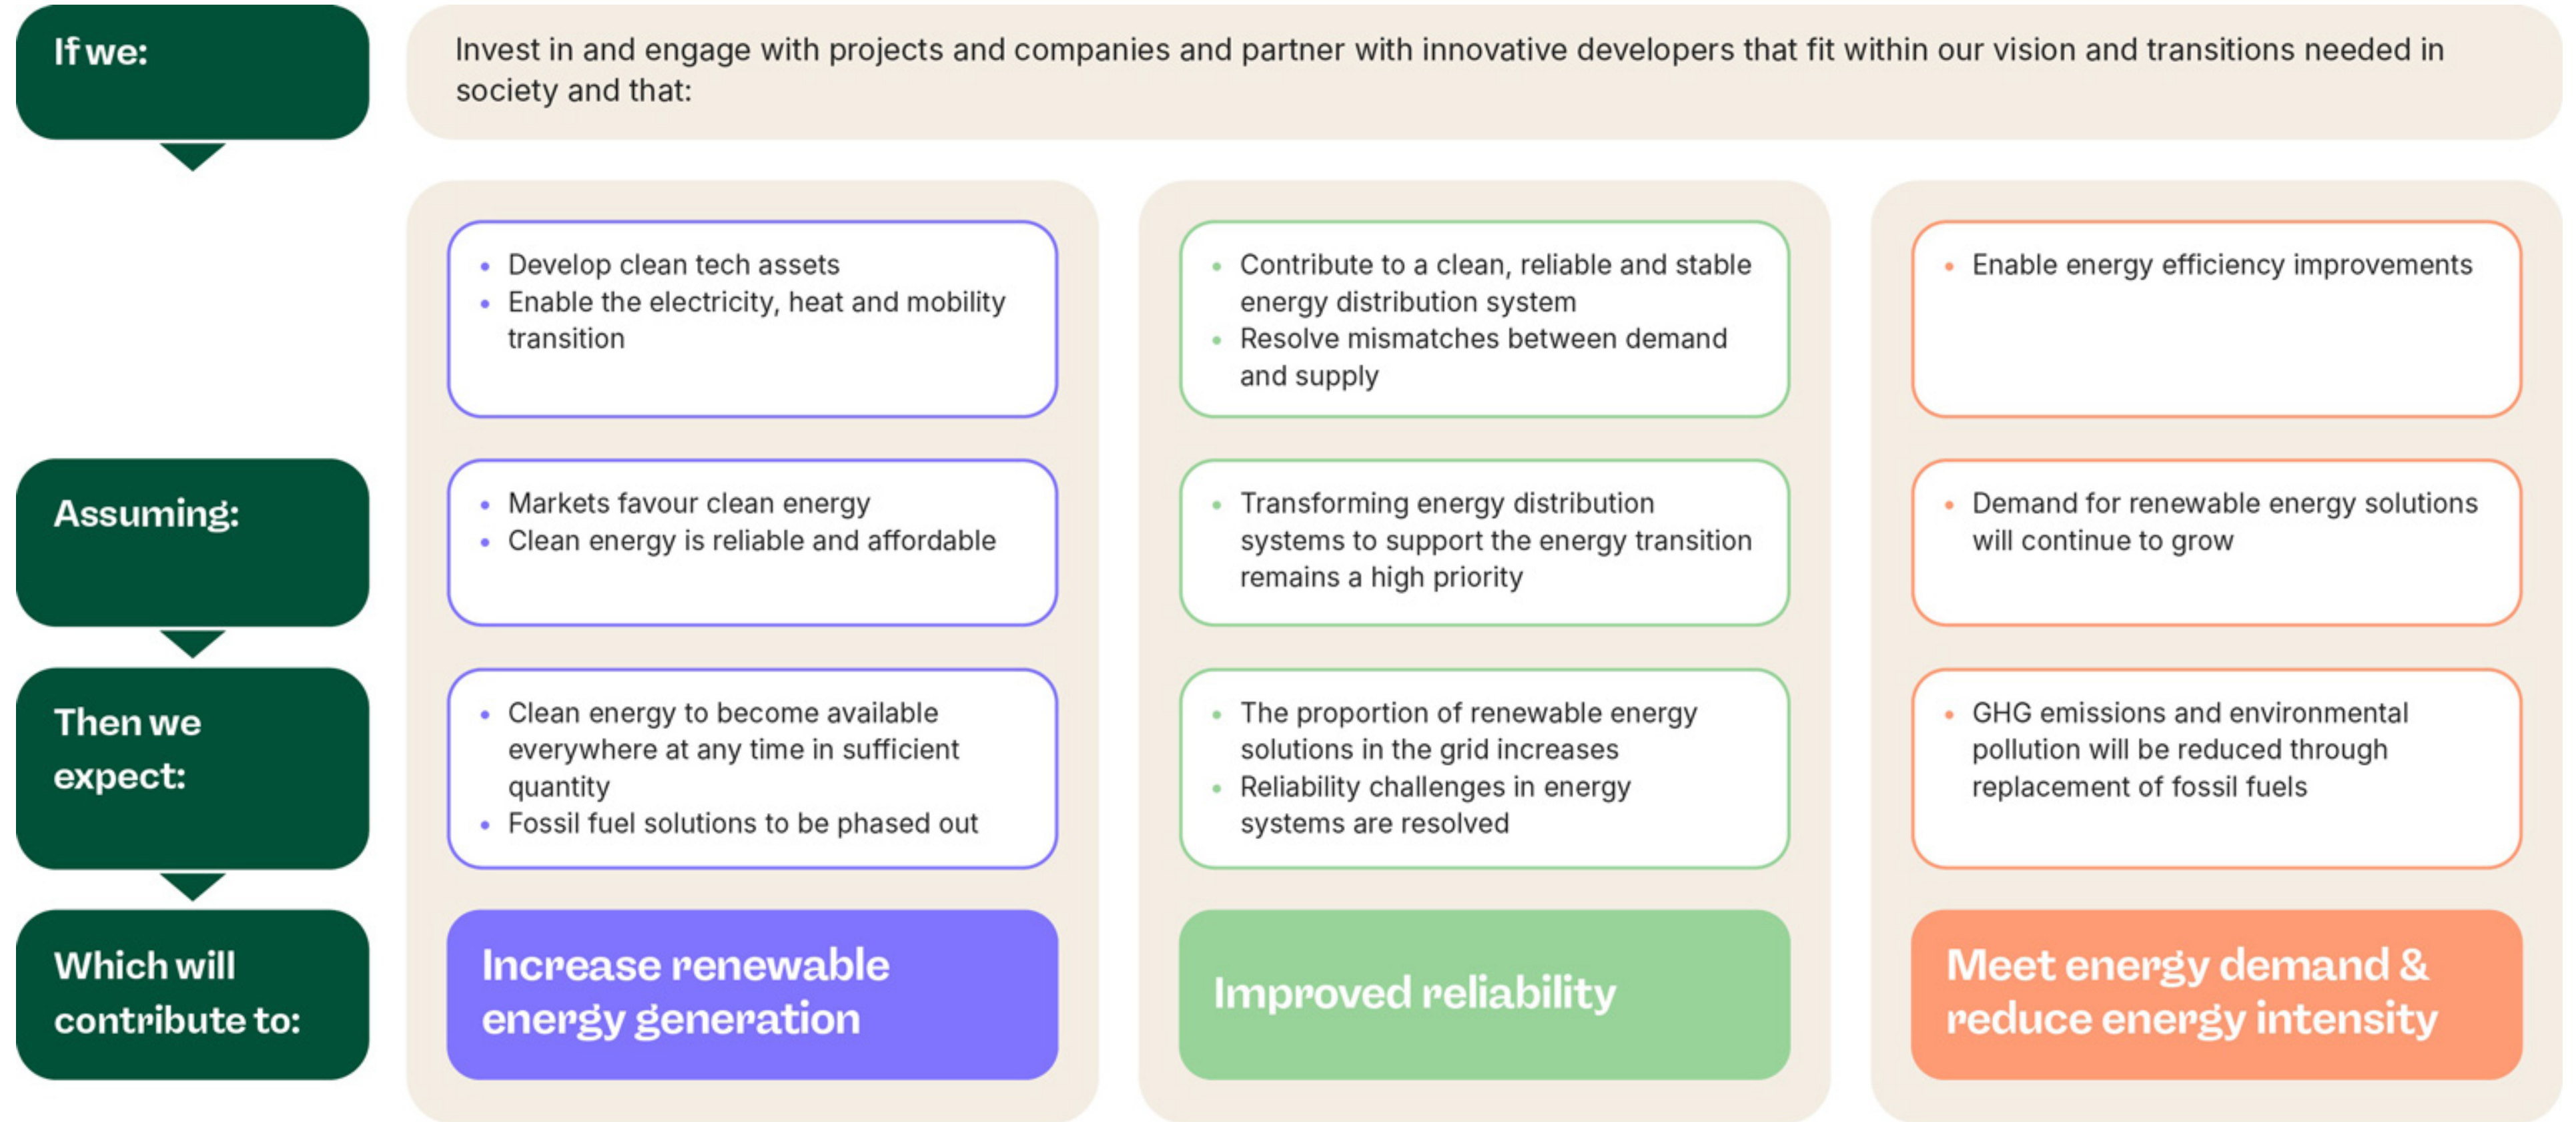 If we:
Invest in and engage with projects and companies and partner with innovative developers that fit within our vision and transitions needed in
society and that:
• Develop clean tech assets
• Enable the electricity, heat and mobility
transition
• Contribute to a clean, reliable and stable
energy distribution system
• Resolve mismatches between demand
and supply
• Enable energy efficiency improvements
Assuming:
• Markets favour clean energy
• Clean energy is reliable and affordable
• Transforming energy distribution
systems to support the energy transition
remains a high priority
• Demand for renewable energy solutions
will continue to grow
Then we
expect:
• Clean energy to become available
everywhere at any time in sufficient
quantity
• Fossil fuel solutions to be phased out
• The proportion of renewable energy
solutions in the grid increases
• Reliability challenges in energy
systems are resolved
• GHG emissions and environmental
pollution will be reduced through
replacement of fossil fuels
Which will
contribute to:
Increase renewable
energy generation
Improved reliability
Meet energy demand &
reduce energy intensity